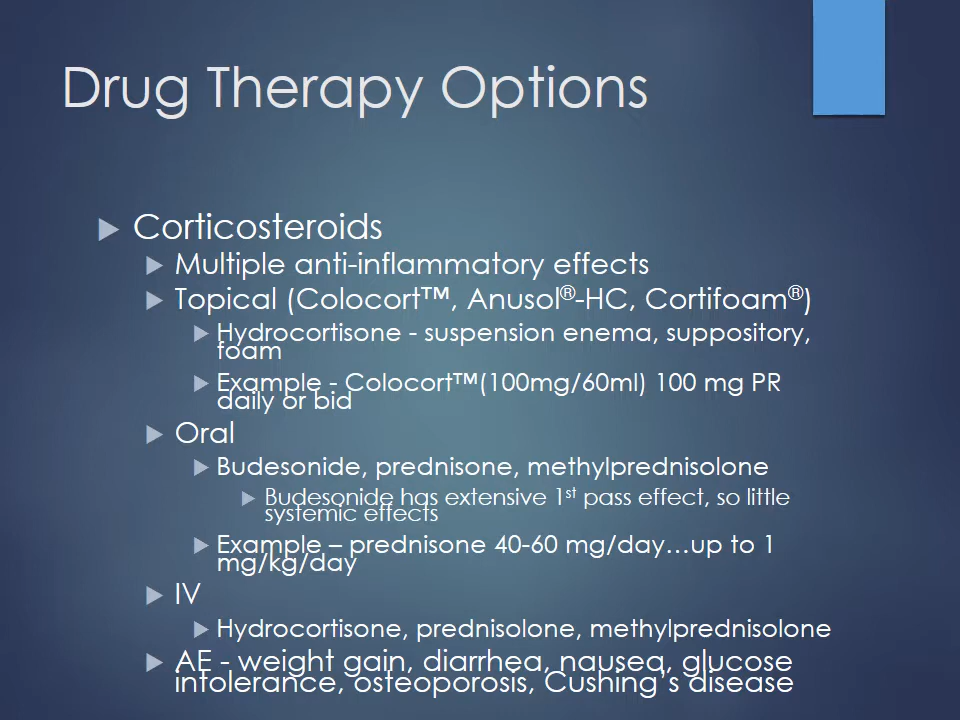 Drug Therapy Options
Corticosteroids
Multiple anti-inflammatory effects
Topical (Colocort™, Anusol®-HC, Cortifoam®)
Hydrocortisone - suspension enema, suppository,
foam
Example - Colocort™(100mg/60ml) 100 mg PR
daily or bid
Oral
Budesonide, prednisone, methylprednisolone
Budesonide has extensive 1st pass effect, so little
systemic effects
Example – prednisone 40-60 mg/day…up to 1
mg/kg/day
IV
Hydrocortisone, prednisolone, methylprednisolone
AE - weight gain, diarrhea, nausea, glucose
intolerance, osteoporosis, Cushing's disease